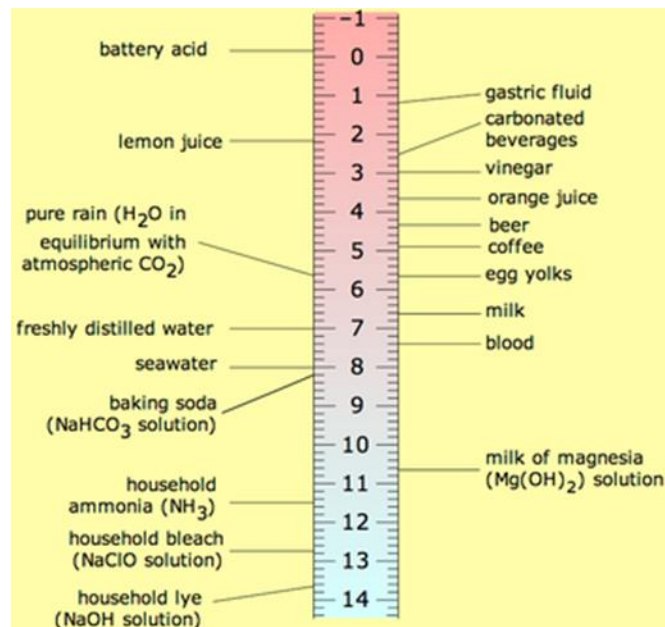 battery acid
lemon juice
pure rain (H₂O in
equilibrium with
atmospheric CO₂)
freshly distilled water
seawater
baking soda
(NaHCO₃ solution)
household
ammonia (NH₃)
household bleach
(NaClO solution)
household lye
(NaOH solution)
−1
0
1
2
3
4
5
6
7
8
9
10
11
12
13
14
gastric fluid
carbonated
beverages
vinegar
orange juice
beer
coffee
egg yolks
milk
blood
milk of magnesia
(Mg(OH)₂) solution